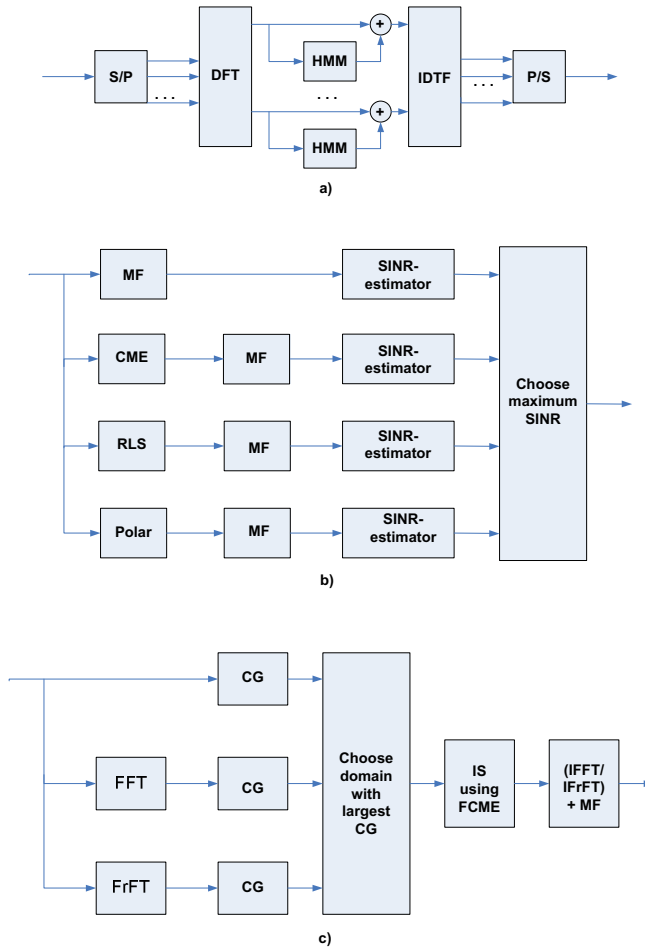 S/P
. . .
DFT
HMM
+
. . .
HMM
+
IDTF
. . .
P/S
a)
MF
SINR-
estimator
CME
MF
SINR-
estimator
RLS
MF
SINR-
estimator
Polar
MF
SINR-
estimator
Choose
maximum
SINR
b)
CG
FFT
CG
FrFT
CG
Choose
domain
with
largest
CG
IS
using
FCME
(IFFT/
IFrFT)
+ MF
c)